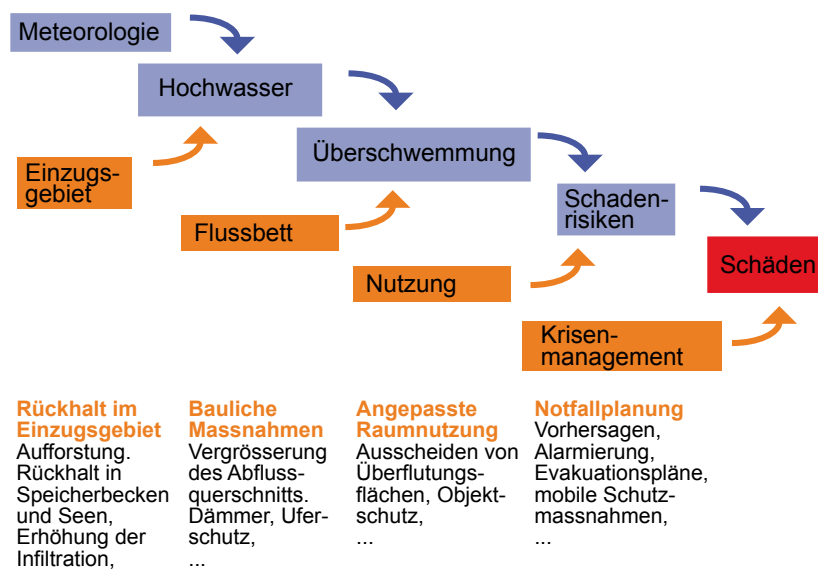 Meteorologie
Hochwasser
Überschwemmung
Einzugs-
gebiet
Schaden-
risiken
Flussbett
Schäden
Nutzung
Krisen-
management
Rückhalt im
Einzugsgebiet
Aufforstung.
Rückhalt in
Speicherbecken
und Seen,
Erhöhung der
Infiltration,
Bauliche
Massnahmen
Vergrösserung
des Abfluss-
querschnitts.
Dämmer, Ufer-
schutz,
...
Angepasste
Raumnutzung
Ausscheiden von
Überflutungs-
flächen, Objekt-
schutz,
...
Notfallplanung
Vorhersagen,
Alarmierung,
Evakuationspläne,
mobile Schutz-
massnahmen,
...